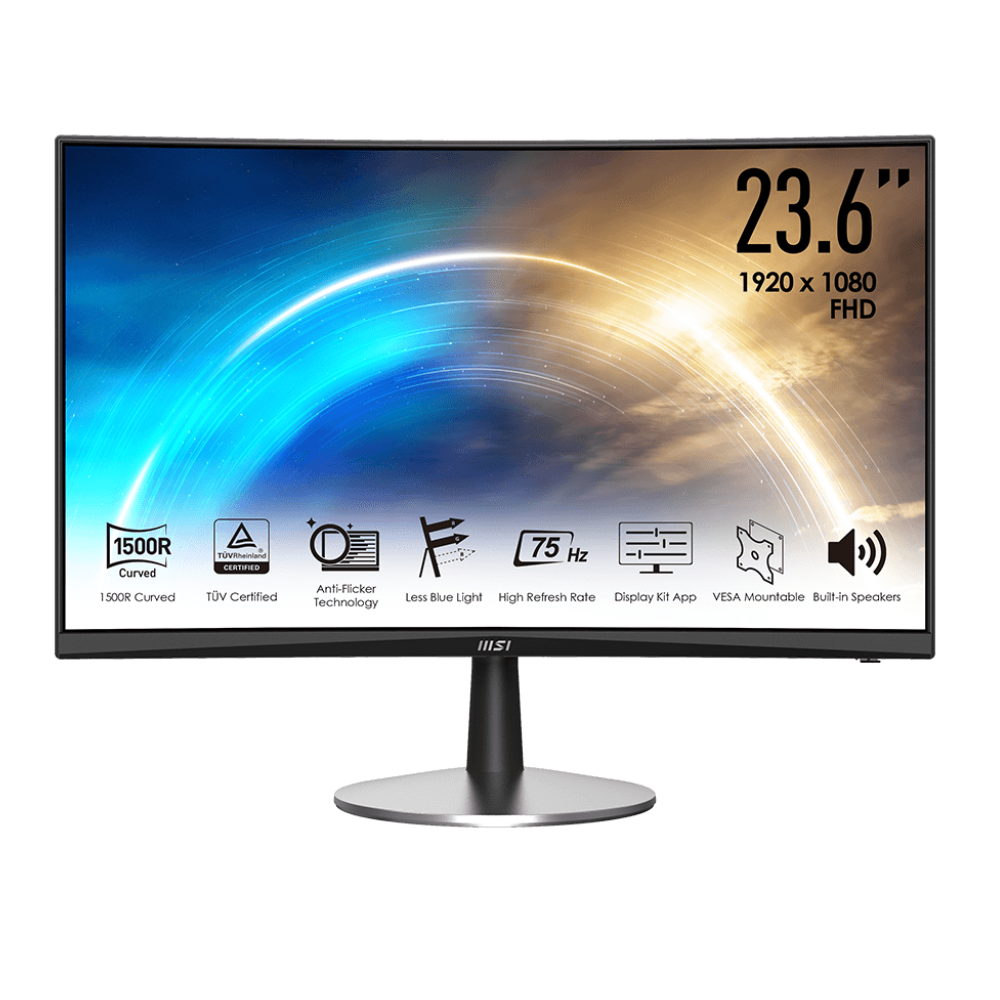 23.6”
1920 x 1080
FHD
1500R
Curved
1500R Curved
TÜVRheinland
CERTIFIED
TÜV Certified
Anti-Flicker
Technology
R
G
B
Less Blue Light
75 Hz
High Refresh Rate
Display Kit App
VESA Mountable
Built-in Speakers
msi